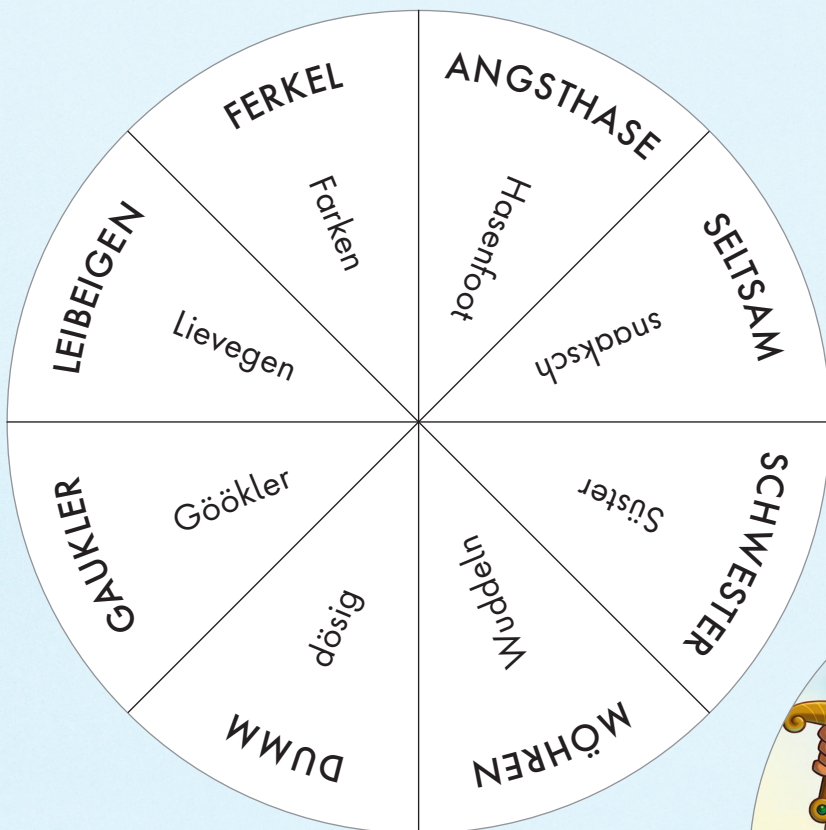 FERKEL
Farken
ANGSTHASE
Hasenfoot
SELTSAM
snaaksch
SCHWESTER
Süster
MÖHREN
Wuddeln
DUMM
dösig
GAUKLER
Göökler
LEIBEIGEN
Lievegen